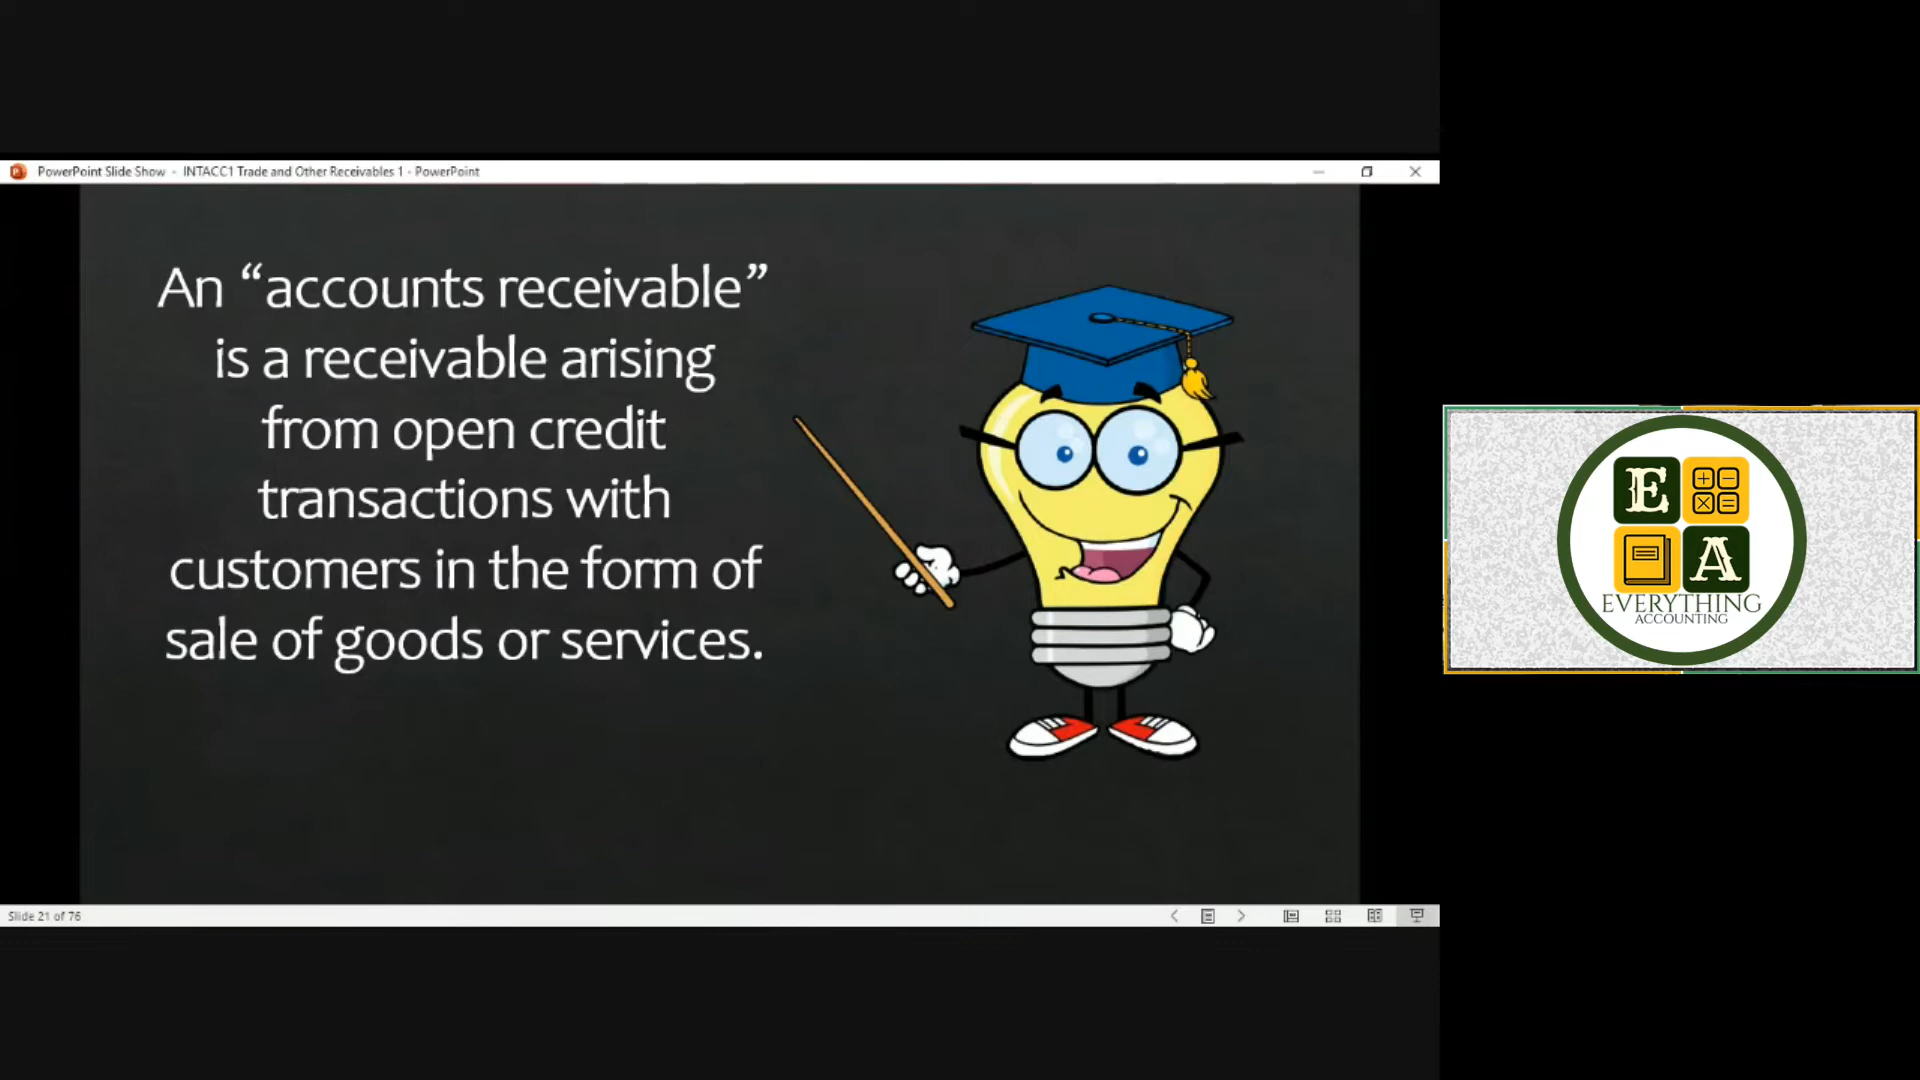 PowerPoint Slide Show - INTACC1 Trade and Other Receivables 1 - PowerPoint
An “accounts receivable”
is a receivable arising
from open credit
transactions with
customers in the form of
sale of goods or services.
E
A
EVERYTHING
ACCOUNTING
Slide 21 of 76